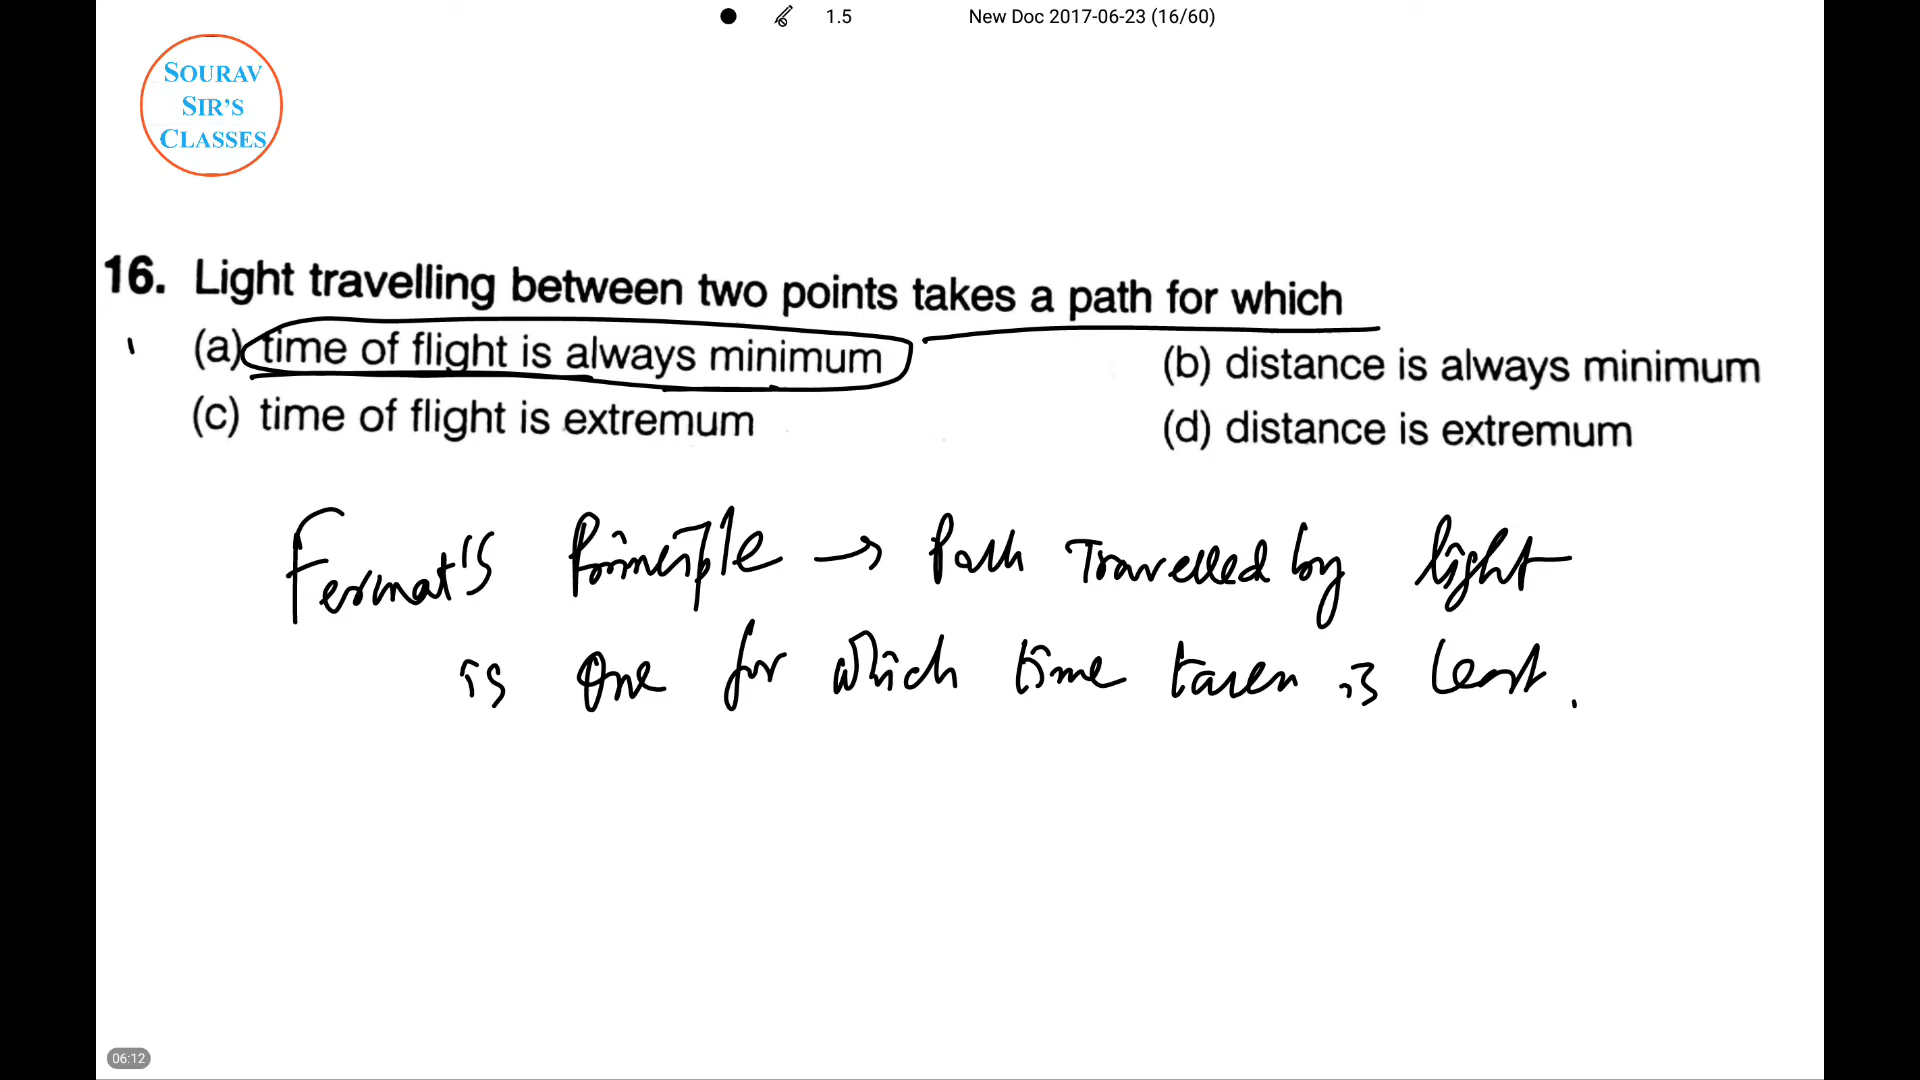 1.5 New Doc 2017-06-23 (16/60)
SOURAV
SIR'S
CLASSES
16. Light travelling between two points takes a path for which
(a) time of flight is always minimum (b) distance is always minimum
(c) time of flight is extremum (d) distance is extremum
Fermat's Principle → Path Travelled by light
is one for which time taken is least.
06:12